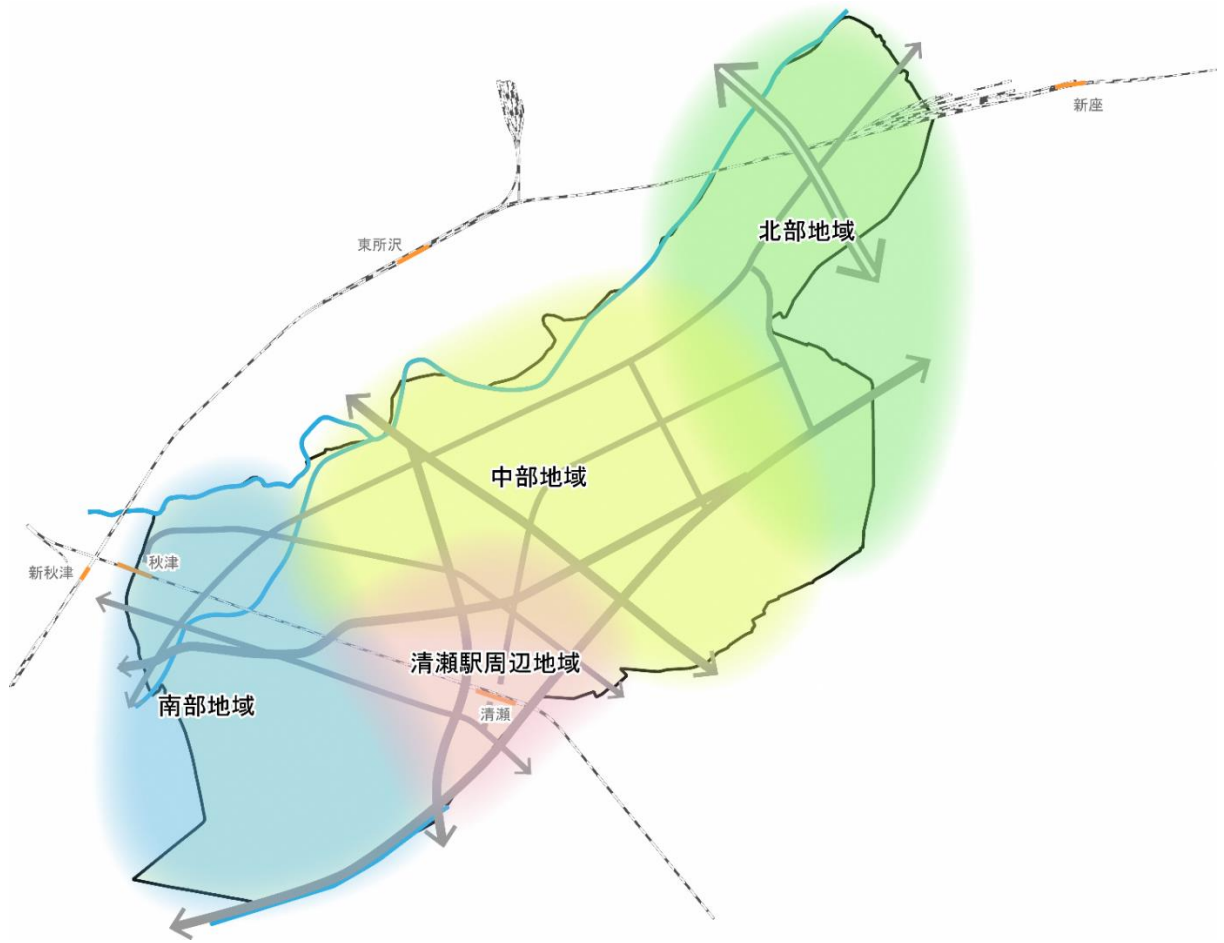 新座
北部地域
東所沢
中部地域
秋津
新秋津
清瀬駅周辺地域
南部地域
清瀬